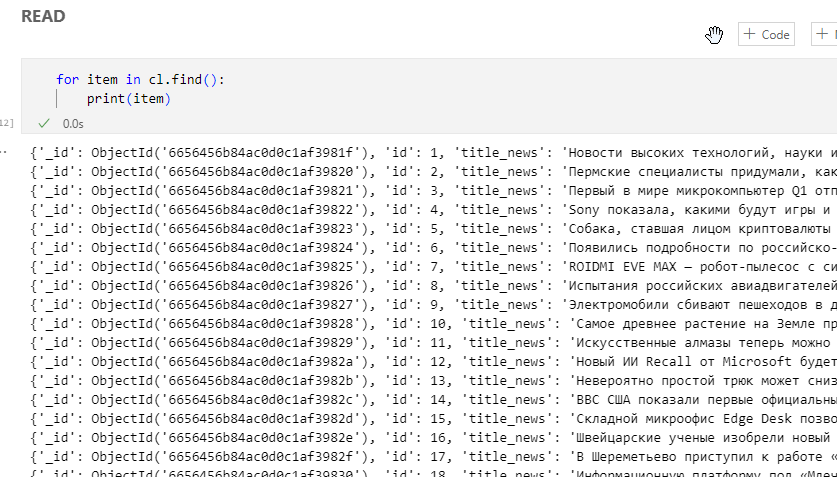 READ
+ Code
+
for item in cl.find():
print(item)
12]
0.0s
{'_id': ObjectId('6656456b84ac0d0c1af3981f'), 'id': 1, 'title_news': 'Новости высоких технологий, науки и
{'_id': ObjectId('6656456b84ac0d0c1af39820'), 'id': 2, 'title_news': 'Пермские специалисты придумали, как
{'_id': ObjectId('6656456b84ac0d0c1af39821'), 'id': 3, 'title_news': 'Первый в мире микрокомпьютер Q1 отп
{'_id': ObjectId('6656456b84ac0d0c1af39822'), 'id': 4, 'title_news': 'Sony показала, какими будут игры и
{'_id': ObjectId('6656456b84ac0d0c1af39823'), 'id': 5, 'title_news': 'Собака, ставшая лицом криптовалюты
{'_id': ObjectId('6656456b84ac0d0c1af39824'), 'id': 6, 'title_news': 'Появились подробности по российско-
{'_id': ObjectId('6656456b84ac0d0c1af39825'), 'id': 7, 'title_news': 'ROIDMI EVE MAX — робот-пылесос с си
{'_id': ObjectId('6656456b84ac0d0c1af39826'), 'id': 8, 'title_news': 'Испытания российских авиадвигателей
{'_id': ObjectId('6656456b84ac0d0c1af39827'), 'id': 9, 'title_news': 'Электромобили сбивают пешеходов в д
{'_id': ObjectId('6656456b84ac0d0c1af39828'), 'id': 10, 'title_news': 'Самое древнее растение на Земле пр
{'_id': ObjectId('6656456b84ac0d0c1af39829'), 'id': 11, 'title_news': 'Искусственные алмазы теперь можно
{'_id': ObjectId('6656456b84ac0d0c1af3982a'), 'id': 12, 'title_news': 'Новый ИИ Recall от Microsoft будет
{'_id': ObjectId('6656456b84ac0d0c1af3982b'), 'id': 13, 'title_news': 'Невероятно простой трюк может сниз
{'_id': ObjectId('6656456b84ac0d0c1af3982c'), 'id': 14, 'title_news': 'ВВС США показали первые официальны
{'_id': ObjectId('6656456b84ac0d0c1af3982d'), 'id': 15, 'title_news': 'Складной микроофис Edge Desk позво
{'_id': ObjectId('6656456b84ac0d0c1af3982e'), 'id': 16, 'title_news': 'Швейцарские ученые изобрели новый
{'_id': ObjectId('6656456b84ac0d0c1af3982f'), 'id': 17, 'title_news': 'В Шереметьево приступил к работе «
{'_id': ObjectId('6656456b84ac0d0c1af39830'), 'id': 18, 'title_news': 'Информационную платформу под «Млеч